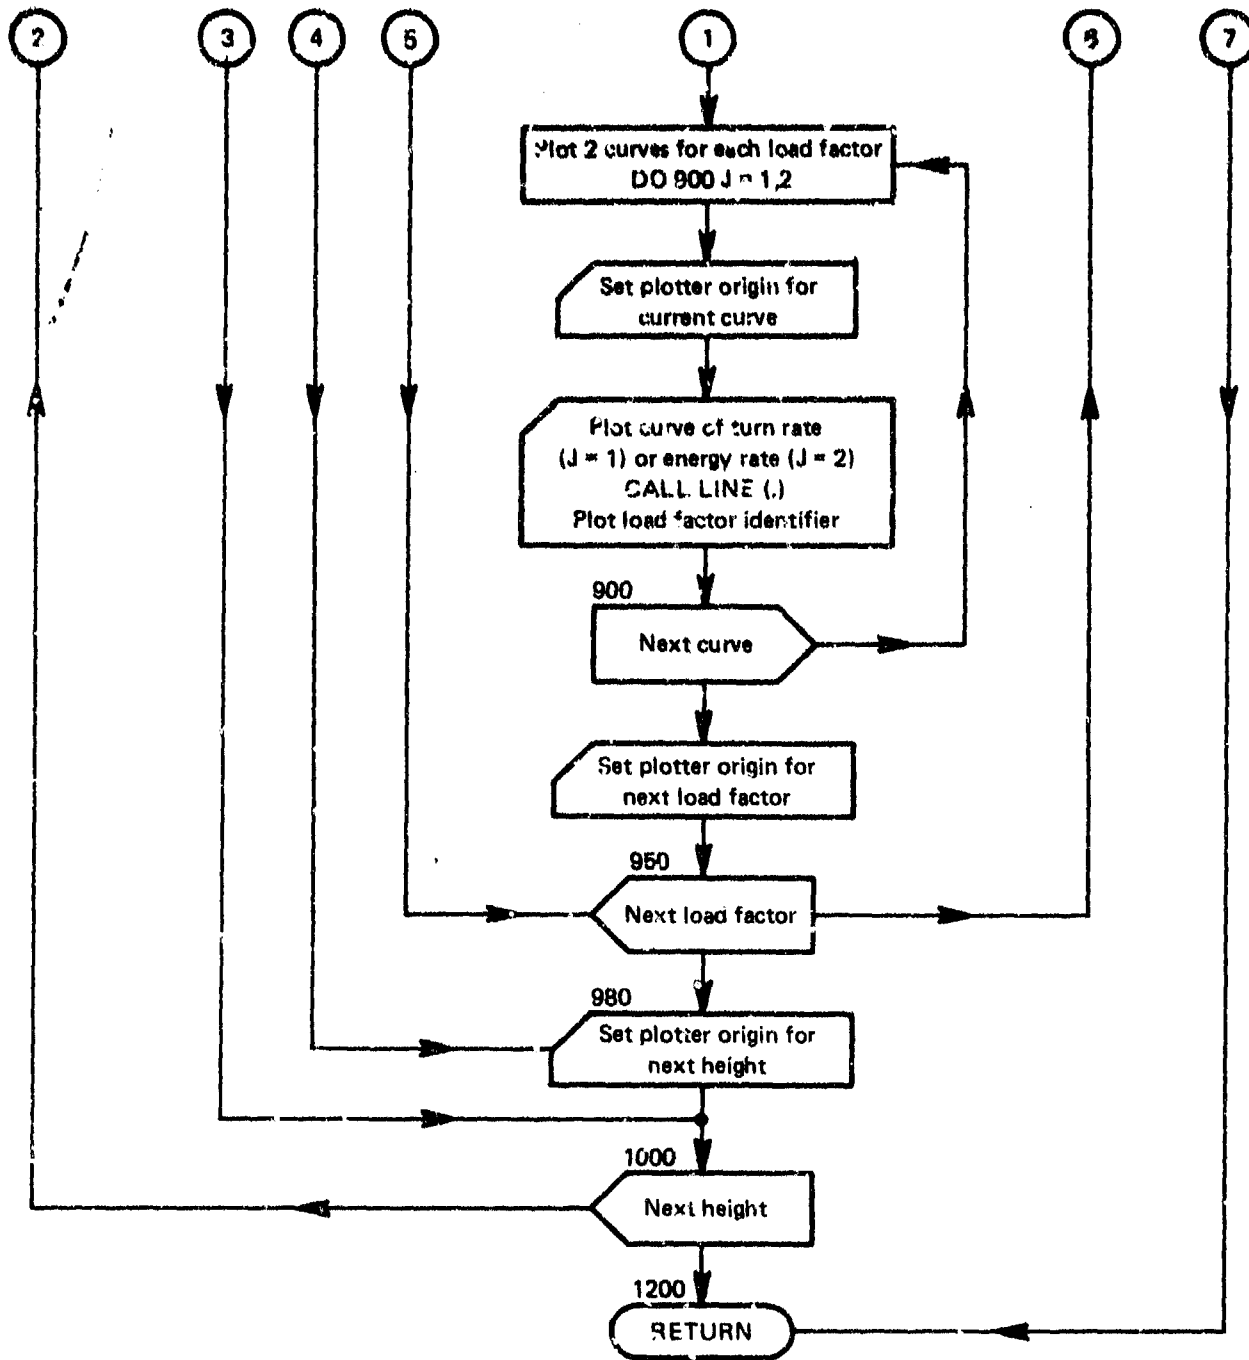 2 3 4 5 1 6 7
Plot 2 curves for each load factor
DO 900 J = 1,2
Set plotter origin for
current curve
Plot curve of turn rate
(J = 1) or energy rate (J = 2)
CALL LINE (.)
Plot load factor identifier
900
Next curve
Set plotter origin for
next load factor
950
Next load factor
980
Set plotter origin for
next height
1000
Next height
1200
RETURN